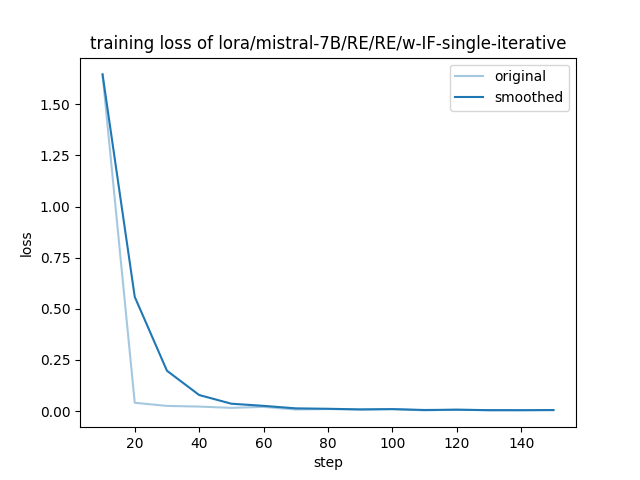 training loss of lora/mistral-7B/RE/RE/w-IF-single-iterative
original
smoothed
1.50
1.25
1.00
0.75
0.50
0.25
0.00
loss
20 40 60 80 100 120 140
step